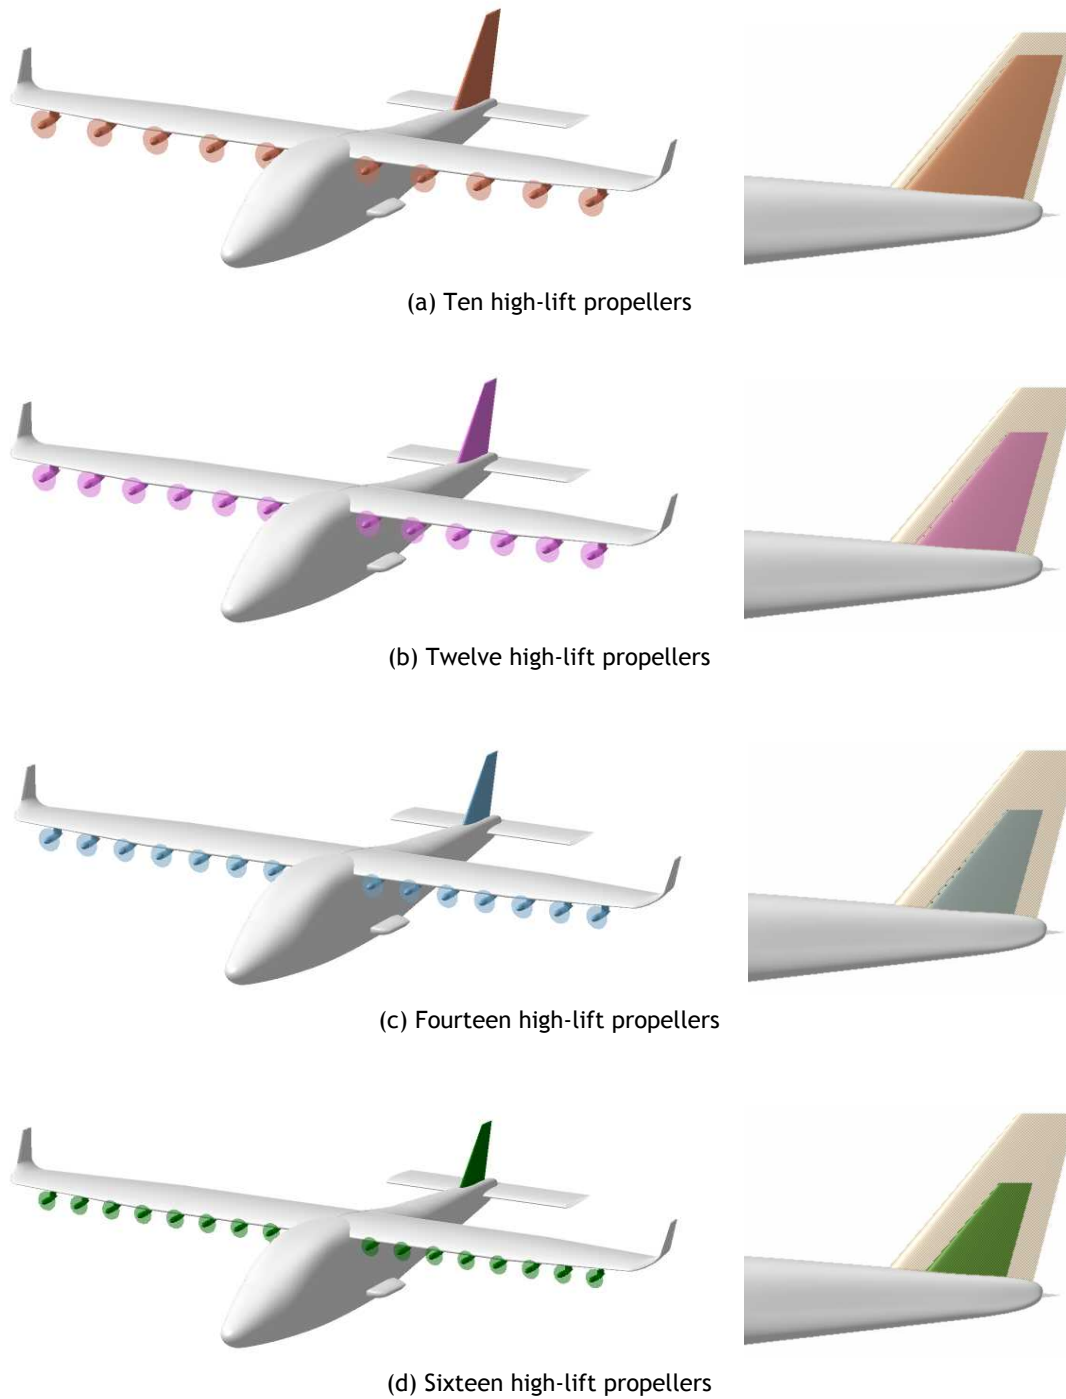 (a) Ten high-lift propellers
(b) Twelve high-lift propellers
(c) Fourteen high-lift propellers
(d) Sixteen high-lift propellers